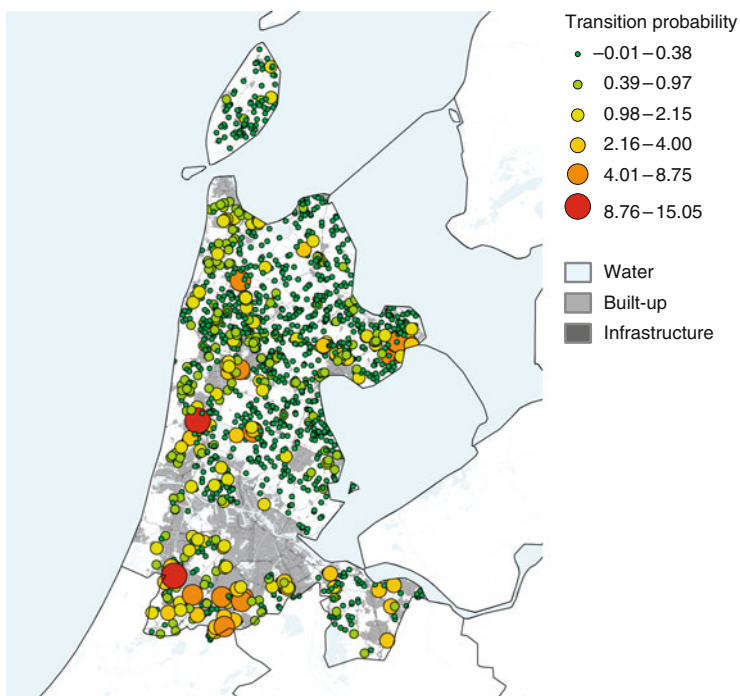 Transition probability
–0.01–0.38
0.39–0.97
0.98–2.15
2.16–4.00
4.01–8.75
8.76–15.05
Water
Built-up
Infrastructure